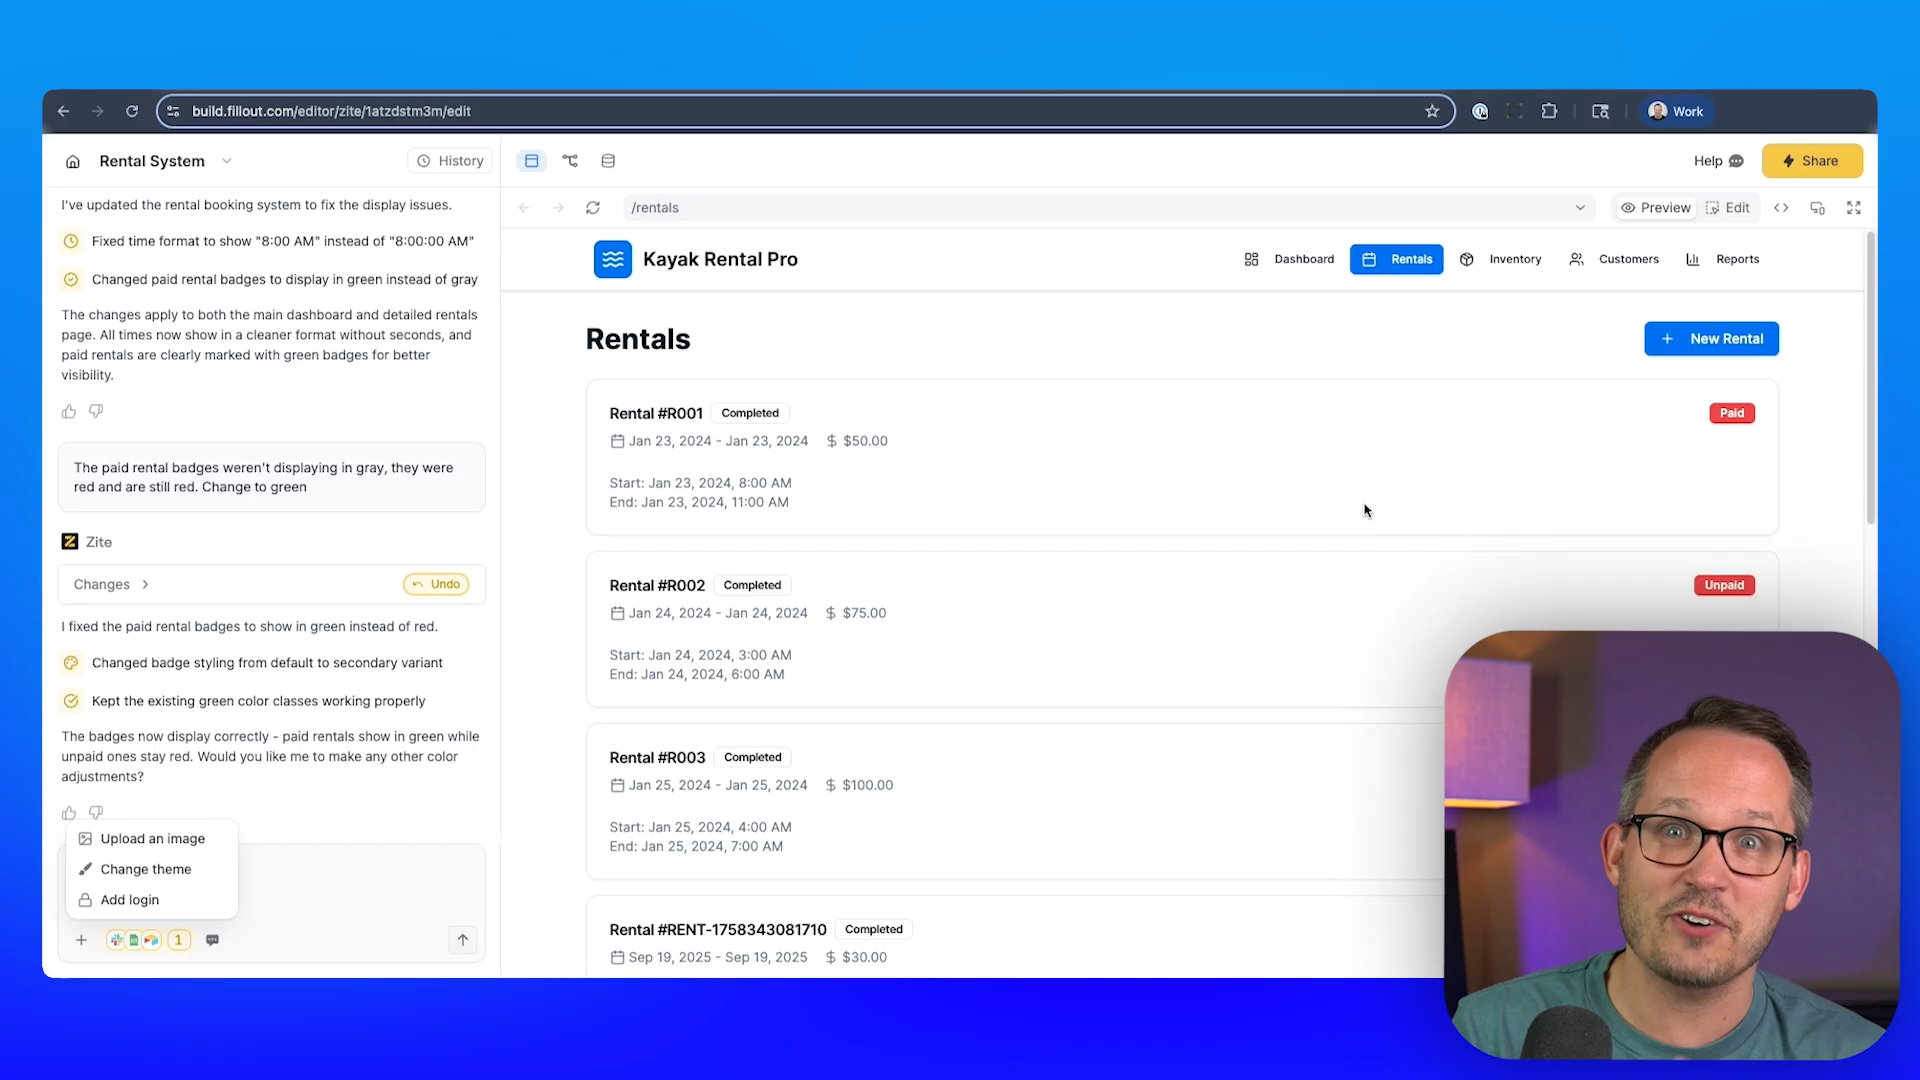 build.fillout.com/editor/zite/1atzdstm3m/edit
Work
Rental System
History
Help
Share
I've updated the rental booking system to fix the display issues.
Fixed time format to show "8:00 AM" instead of "8:00:00 AM"
Changed paid rental badges to display in green instead of gray
The changes apply to both the main dashboard and detailed rentals
page. All times now show in a cleaner format without seconds, and
paid rentals are clearly marked with green badges for better
visibility.
The paid rental badges weren't displaying in gray, they were
red and are still red. Change to green
Zite
Changes
Undo
I fixed the paid rental badges to show in green instead of red.
Changed badge styling from default to secondary variant
Kept the existing green color classes working properly
The badges now display correctly - paid rentals show in green while
unpaid ones stay red. Would you like me to make any other color
adjustments?
Upload an image
Change theme
Add login
1
/rentals
Preview
Edit
Kayak Rental Pro
Dashboard
Rentals
Inventory
Customers
Reports
Rentals
+ New Rental
Rental #R001
Completed
Paid
Jan 23, 2024 - Jan 23, 2024
$ $50.00
Start: Jan 23, 2024, 8:00 AM
End: Jan 23, 2024, 11:00 AM
Rental #R002
Completed
Unpaid
Jan 24, 2024 - Jan 24, 2024
$ $75.00
Start: Jan 24, 2024, 3:00 AM
End: Jan 24, 2024, 6:00 AM
Rental #R003
Completed
Jan 25, 2024 - Jan 25, 2024
$ $100.00
Start: Jan 25, 2024, 4:00 AM
End: Jan 25, 2024, 7:00 AM
Rental #RENT-1758343081710
Completed
Sep 19, 2025 - Sep 19, 2025
$ $30.00